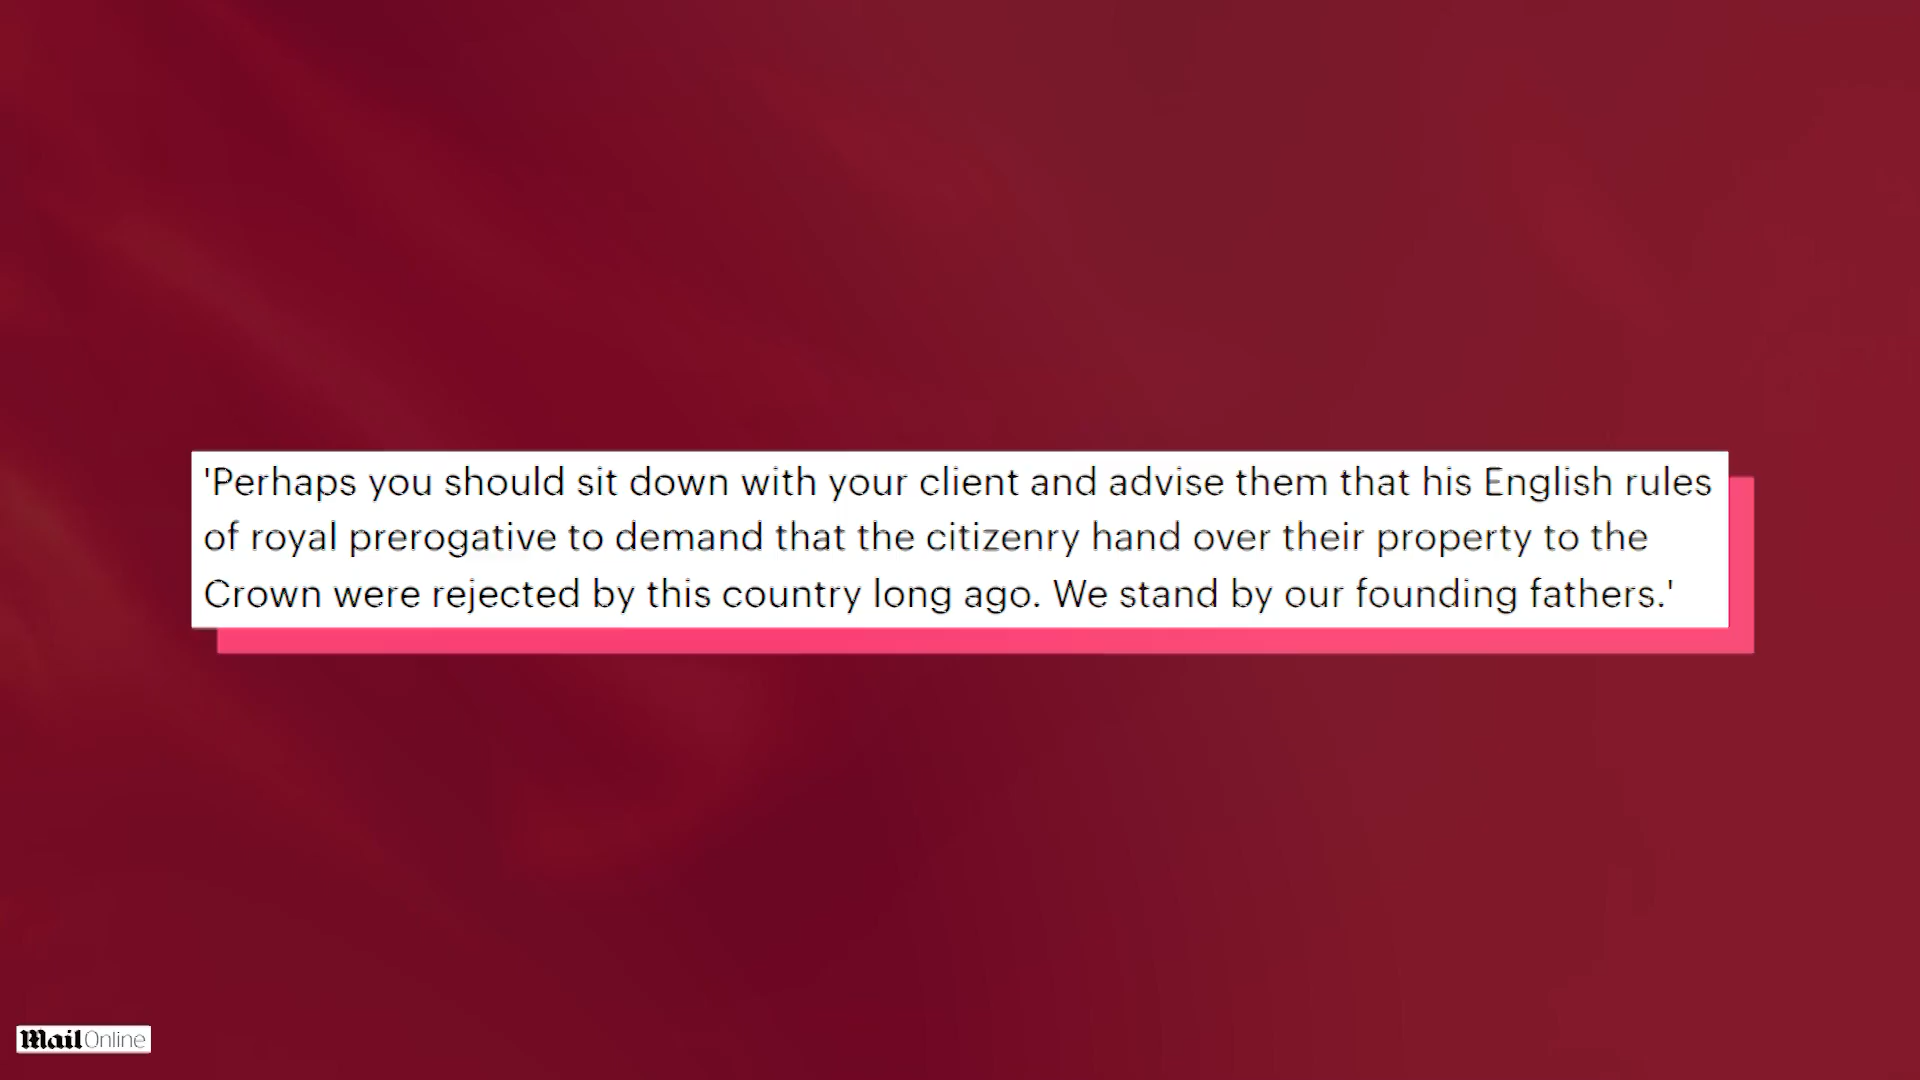 'Perhaps you should sit down with your client and advise them that his English rules
of royal prerogative to demand that the citizenry hand over their property to the
Crown were rejected by this country long ago. We stand by our founding fathers.'
Mail Online